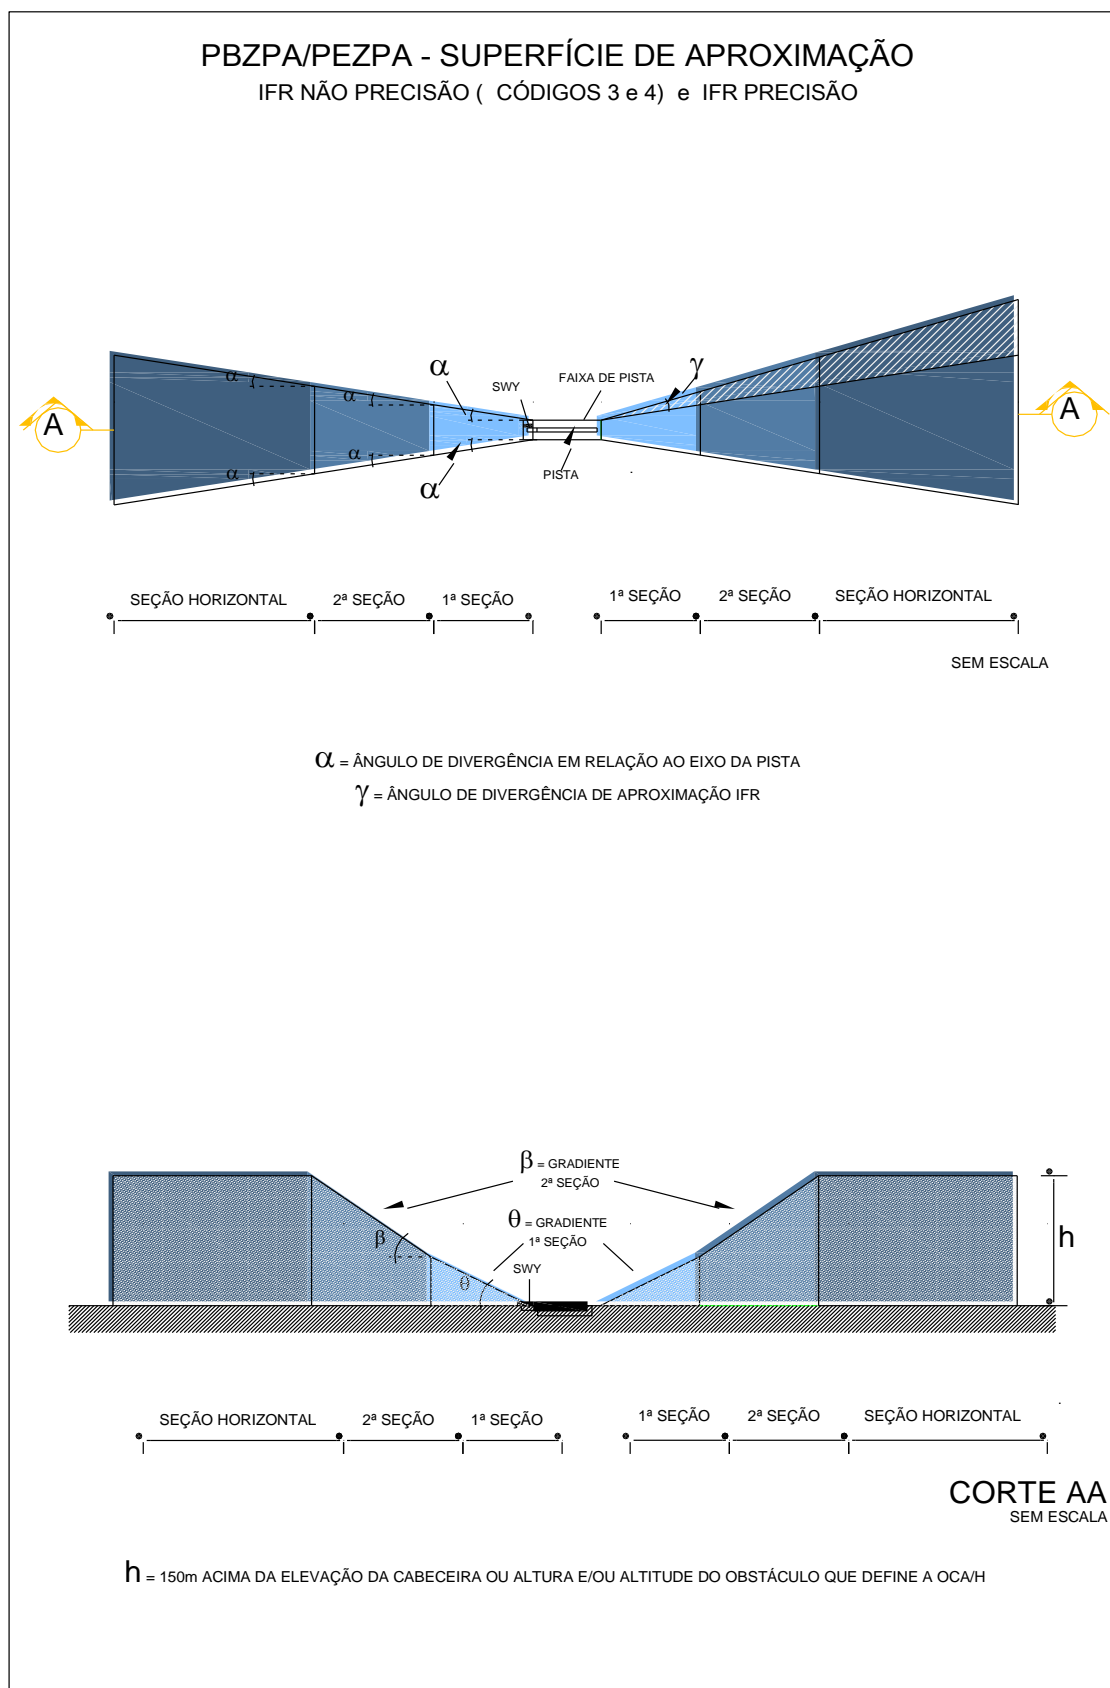 PBZPA/PEZPA - SUPERFÍCIE DE APROXIMAÇÃO
IFR NÃO PRECISÃO ( CÓDIGOS 3 e 4) e IFR PRECISÃO
α
α
α
SWY
FAIXA DE PISTA
γ
A
A
α
α
α
PISTA
SEÇÃO HORIZONTAL 2ª SEÇÃO 1ª SEÇÃO 1ª SEÇÃO 2ª SEÇÃO SEÇÃO HORIZONTAL
SEM ESCALA
α = ÂNGULO DE DIVERGÊNCIA EM RELAÇÃO AO EIXO DA PISTA
γ = ÂNGULO DE DIVERGÊNCIA DE APROXIMAÇÃO IFR
β = GRADIENTE
2ª SEÇÃO
θ = GRADIENTE
1ª SEÇÃO
β
h
SWY
θ
SEÇÃO HORIZONTAL 2ª SEÇÃO 1ª SEÇÃO 1ª SEÇÃO 2ª SEÇÃO SEÇÃO HORIZONTAL
CORTE AA
SEM ESCALA
h = 150m ACIMA DA ELEVAÇÃO DA CABECEIRA OU ALTURA E/OU ALTITUDE DO OBSTÁCULO QUE DEFINE A OCA/H